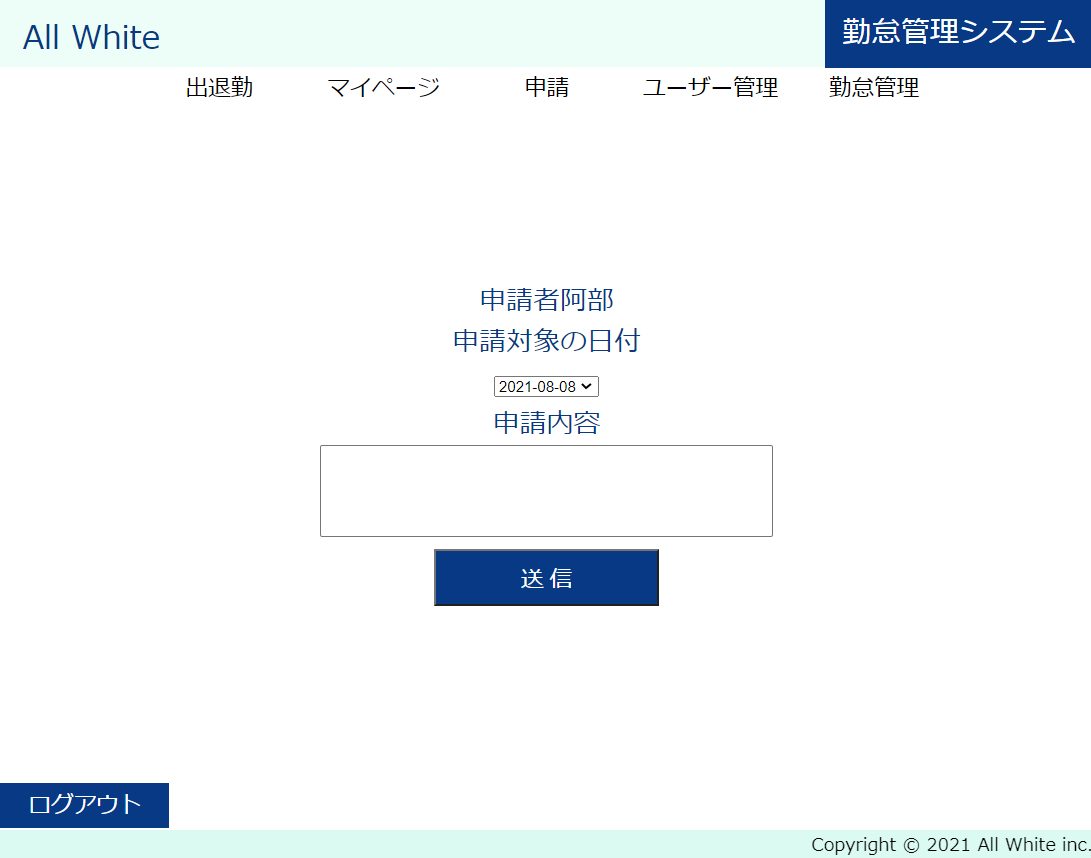 All White
勤怠管理システム
出退勤 マイページ 申請 ユーザー管理 勤怠管理
申請者阿部
申請対象の日付
2021-08-08
申請内容
送 信
ログアウト
Copyright © 2021 All White inc.